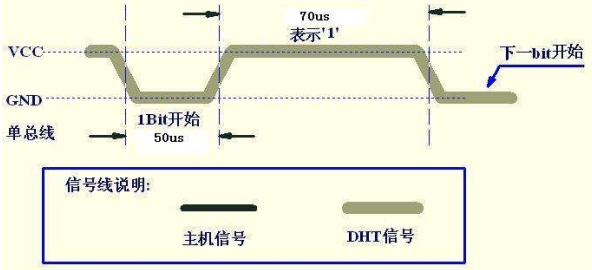 70us
表示'1'
VCC
下一bit开始
GND
1Bit开始
单总线
50us
信号线说明:
主机信号
DHT信号